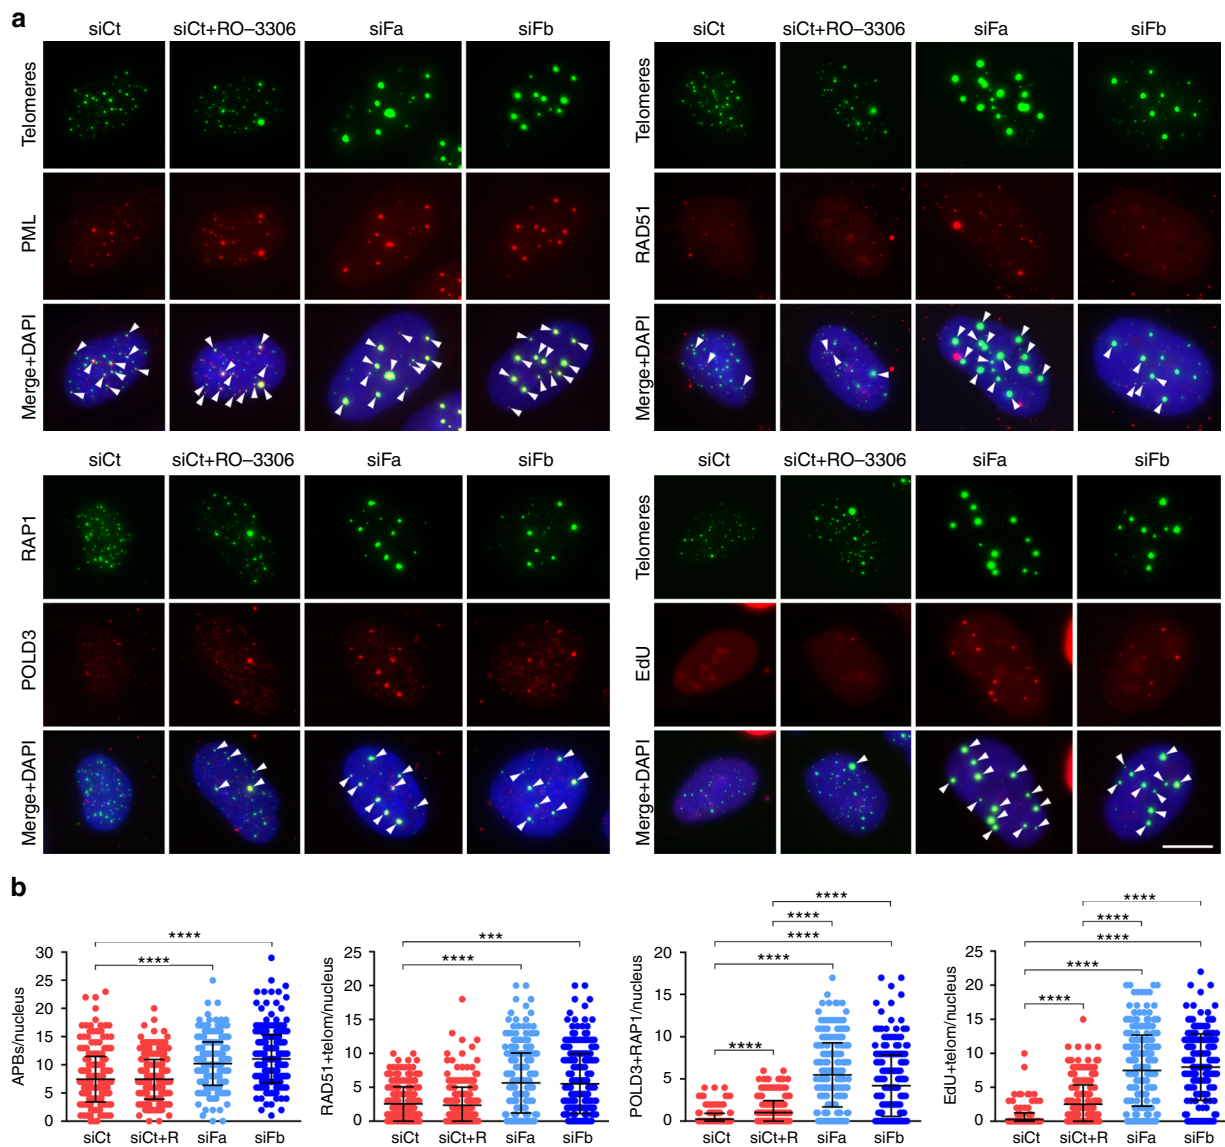 a
siCt siCt+RO–3306 siFa siFb
Telomeres
PML
Merge+DAPI
siCt siCt+RO–3306 siFa siFb
Telomeres
RAD51
Merge+DAPI
siCt siCt+RO–3306 siFa siFb
RAP1
POLD3
Merge+DAPI
siCt siCt+RO–3306 siFa siFb
Telomeres
EdU
Merge+DAPI
b
APBs/nucleus
30
25
20
15
10
5
0
****
****
siCt siCt+R siFa siFb
RAD51+telom/nucleus
25
20
15
10
5
0
***
****
siCt siCt+R siFa siFb
POLD3+RAP1/nucleus
20
15
10
5
0
****
****
****
****
****
siCt siCt+R siFa siFb
EdU+telom/nucleus
25
20
15
10
5
0
****
****
****
****
****
siCt siCt+R siFa siFb